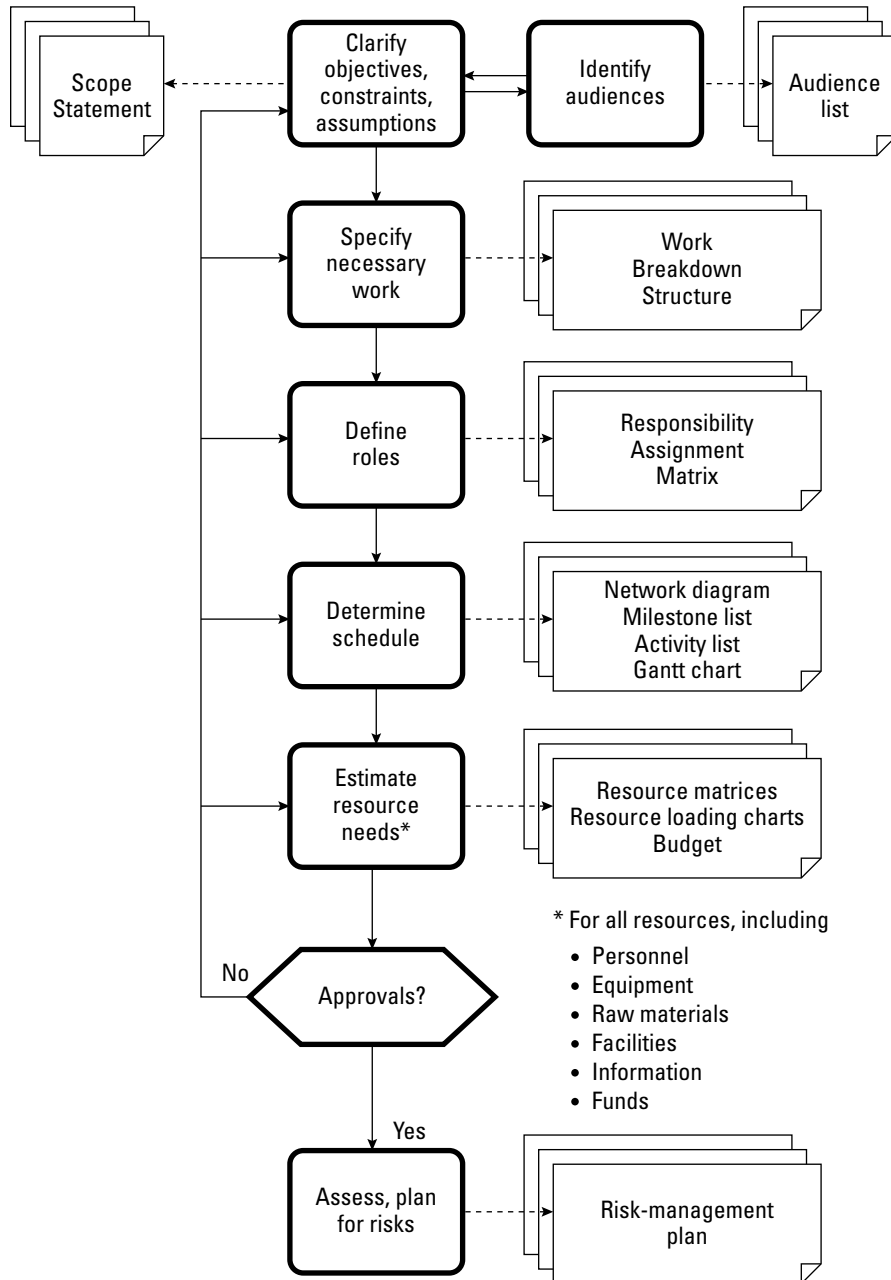 Scope
Statement
Clarify
objectives,
constraints,
assumptions
Identify
audiences
Audience
list
Specify
necessary
work
Work
Breakdown
Structure
Define
roles
Responsibility
Assignment
Matrix
Determine
schedule
Network diagram
Milestone list
Activity list
Gantt chart
Estimate
resource
needs*
Resource matrices
Resource loading charts
Budget
* For all resources, including
• Personnel
• Equipment
• Raw materials
• Facilities
• Information
• Funds
No
Approvals?
Yes
Assess, plan
for risks
Risk-management
plan